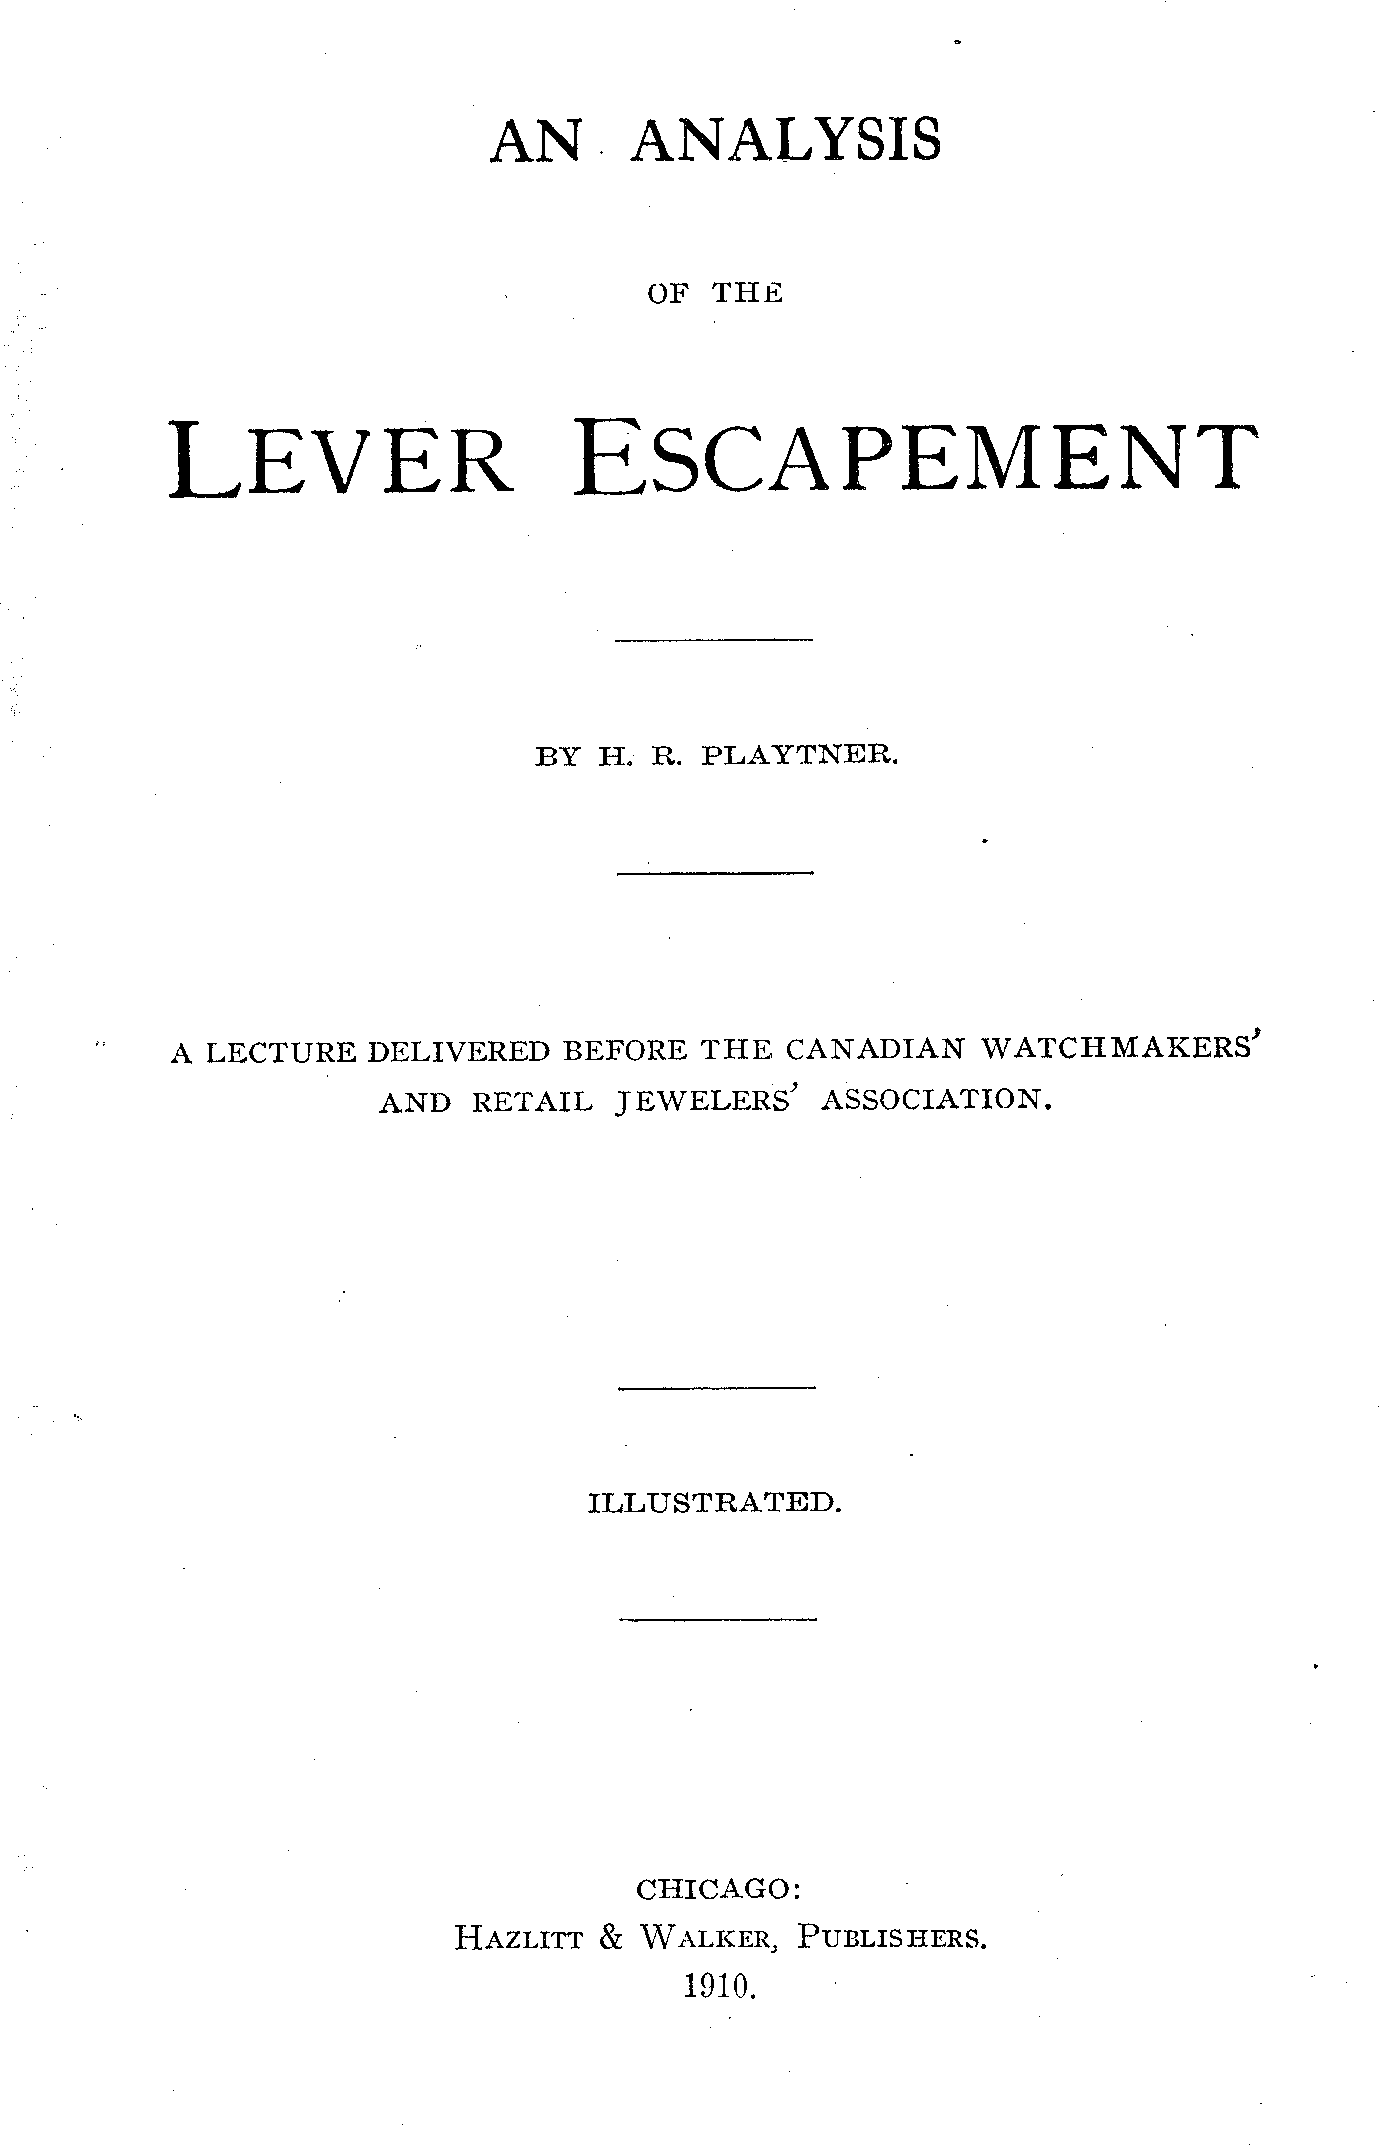 AN ANALYSIS
OF THE
LEVER ESCAPEMENT
BY H. R. PLAYTNER.
A LECTURE DELIVERED BEFORE THE CANADIAN WATCHMAKERS'
AND RETAIL JEWELERS' ASSOCIATION.
ILLUSTRATED.
CHICAGO:
HAZLITT & WALKER, PUBLISHERS.
1910.